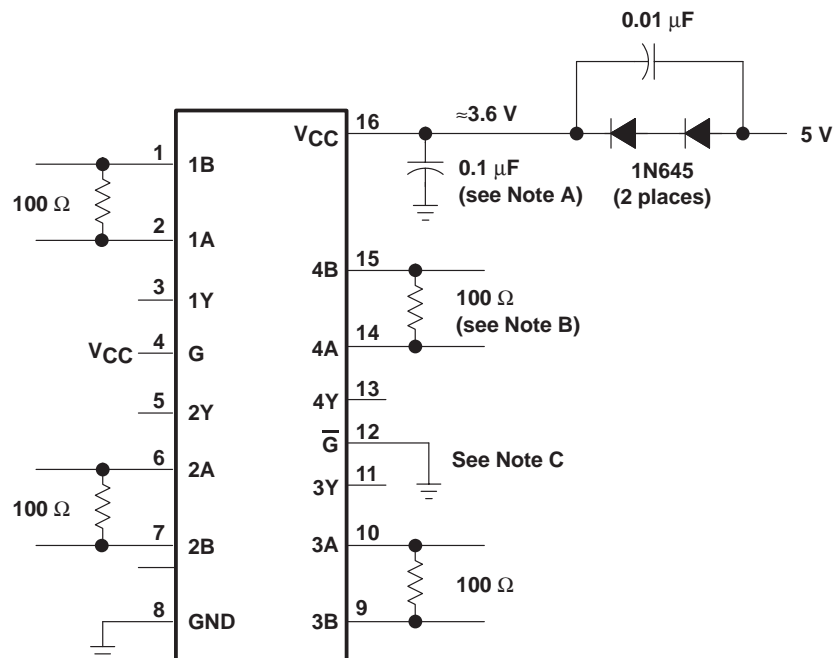 0.01 μF
5 V
1N645
(2 places)
≈3.6 V
16
VCC
0.1 μF
(see Note A)
1
1B
100 Ω
2
1A
3
1Y
VCC
4
G
5
2Y
6
2A
100 Ω
7
2B
8
GND
15
4B
100 Ω
(see Note B)
14
4A
13
4Y
12
G̅
See Note C
11
3Y
10
3A
100 Ω
9
3B